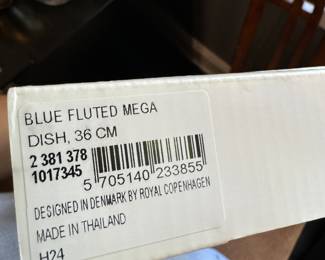 BLUE FLUTED MEGA
DISH, 36 CM
2 381 378
1017345
5 705140 233855
DESIGNED IN DENMARK BY ROYAL COPENHAGEN
MADE IN THAILAND
H24